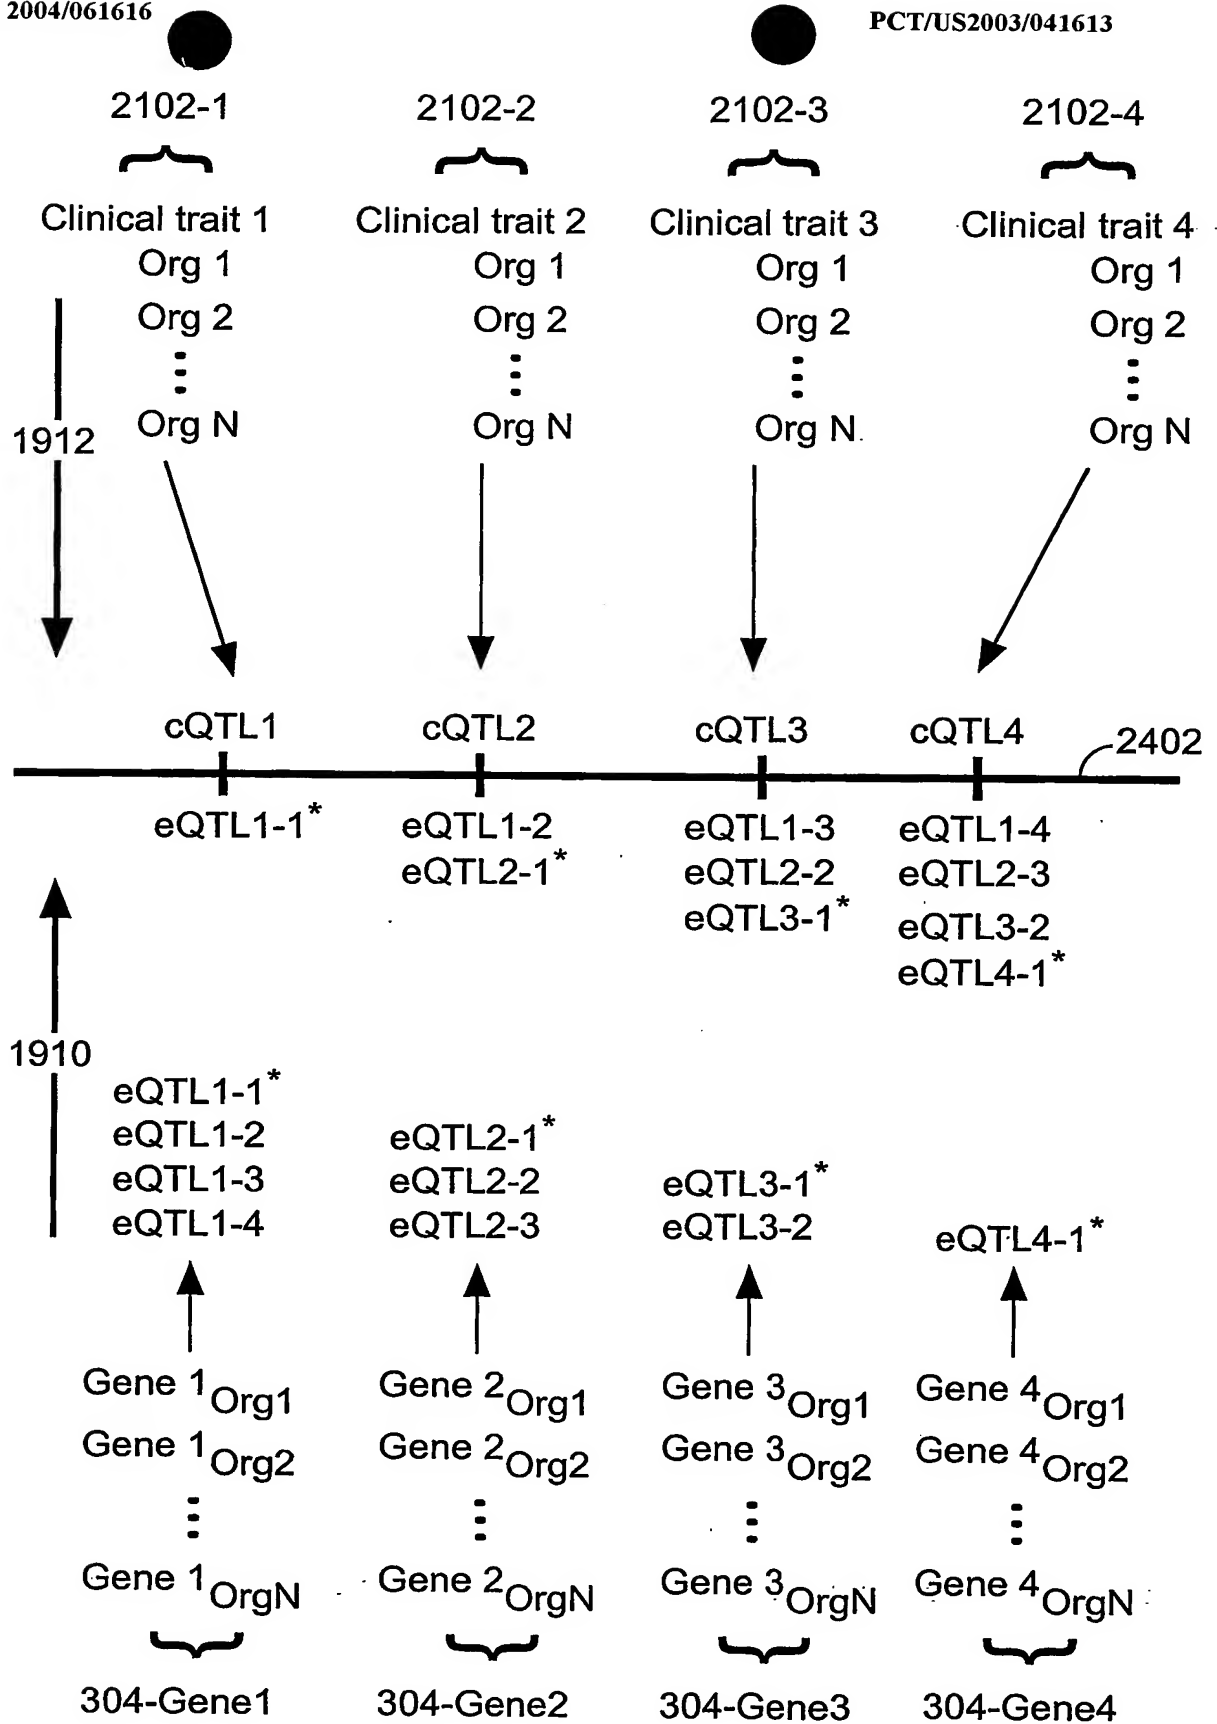 2004/061616 PCT/US2003/041613
2102-1 2102-2 2102-3 2102-4
Clinical trait 1 Clinical trait 2 Clinical trait 3 Clinical trait 4
Org 1 Org 1 Org 1 Org 1
Org 2 Org 2 Org 2 Org 2
Org N Org N Org N Org N
1912
cQTL1 cQTL2 cQTL3 cQTL4 2402
eQTL1-1* eQTL1-2 eQTL1-3 eQTL1-4
eQTL2-1* eQTL2-2 eQTL2-3
eQTL3-1* eQTL3-2
eQTL4-1*
1910
eQTL1-1*
eQTL1-2 eQTL2-1*
eQTL1-3 eQTL2-2 eQTL3-1*
eQTL1-4 eQTL2-3 eQTL3-2 eQTL4-1*
Gene 1Org1 Gene 2Org1 Gene 3Org1 Gene 4Org1
Gene 1Org2 Gene 2Org2 Gene 3Org2 Gene 4Org2
Gene 1OrgN Gene 2OrgN Gene 3OrgN Gene 4OrgN
304-Gene1 304-Gene2 304-Gene3 304-Gene4